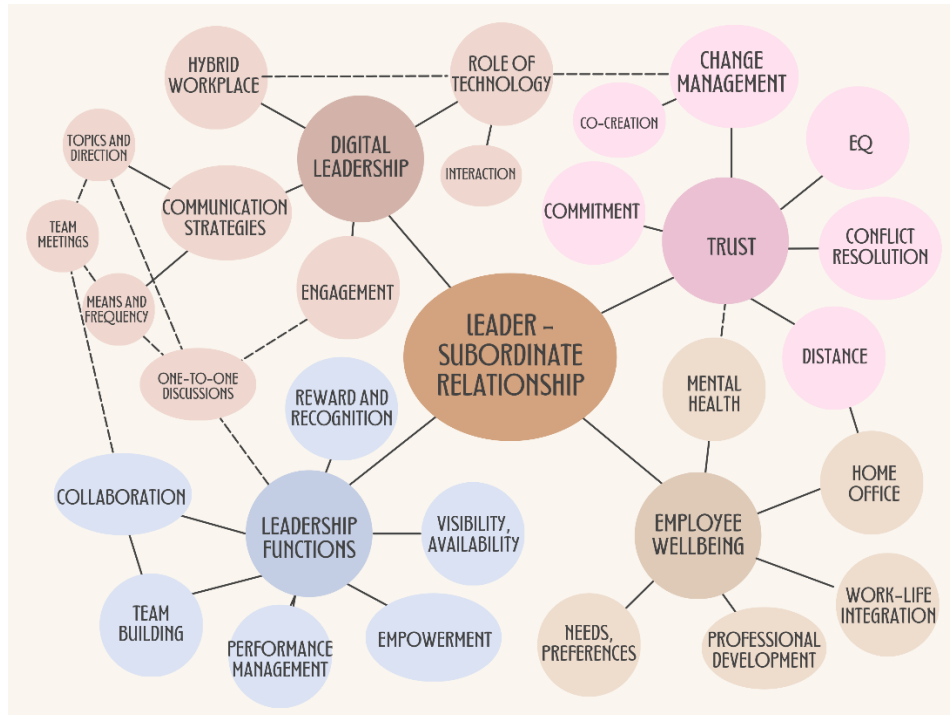 HYBRID
WORKPLACE
ROLE OF
TECHNOLOGY
CHANGE
MANAGEMENT
CO-CREATION
EQ
TOPICS AND
DIRECTION
DIGITAL
LEADERSHIP
INTERACTION
COMMUNICATION
STRATEGIES
COMMITMENT
TRUST
CONFLICT
RESOLUTION
TEAM
MEETINGS
MEANS AND
FREQUENCY
ENGAGEMENT
LEADER –
SUBORDINATE
RELATIONSHIP
DISTANCE
ONE-TO-ONE
DISCUSSIONS
REWARD AND
RECOGNITION
MENTAL
HEALTH
COLLABORATION
LEADERSHIP
FUNCTIONS
VISIBILITY,
AVAILABILITY
EMPLOYEE
WELLBEING
HOME
OFFICE
TEAM
BUILDING
PERFORMANCE
MANAGEMENT
EMPOWERMENT
NEEDS,
PREFERENCES
PROFESSIONAL
DEVELOPMENT
WORK-LIFE
INTEGRATION